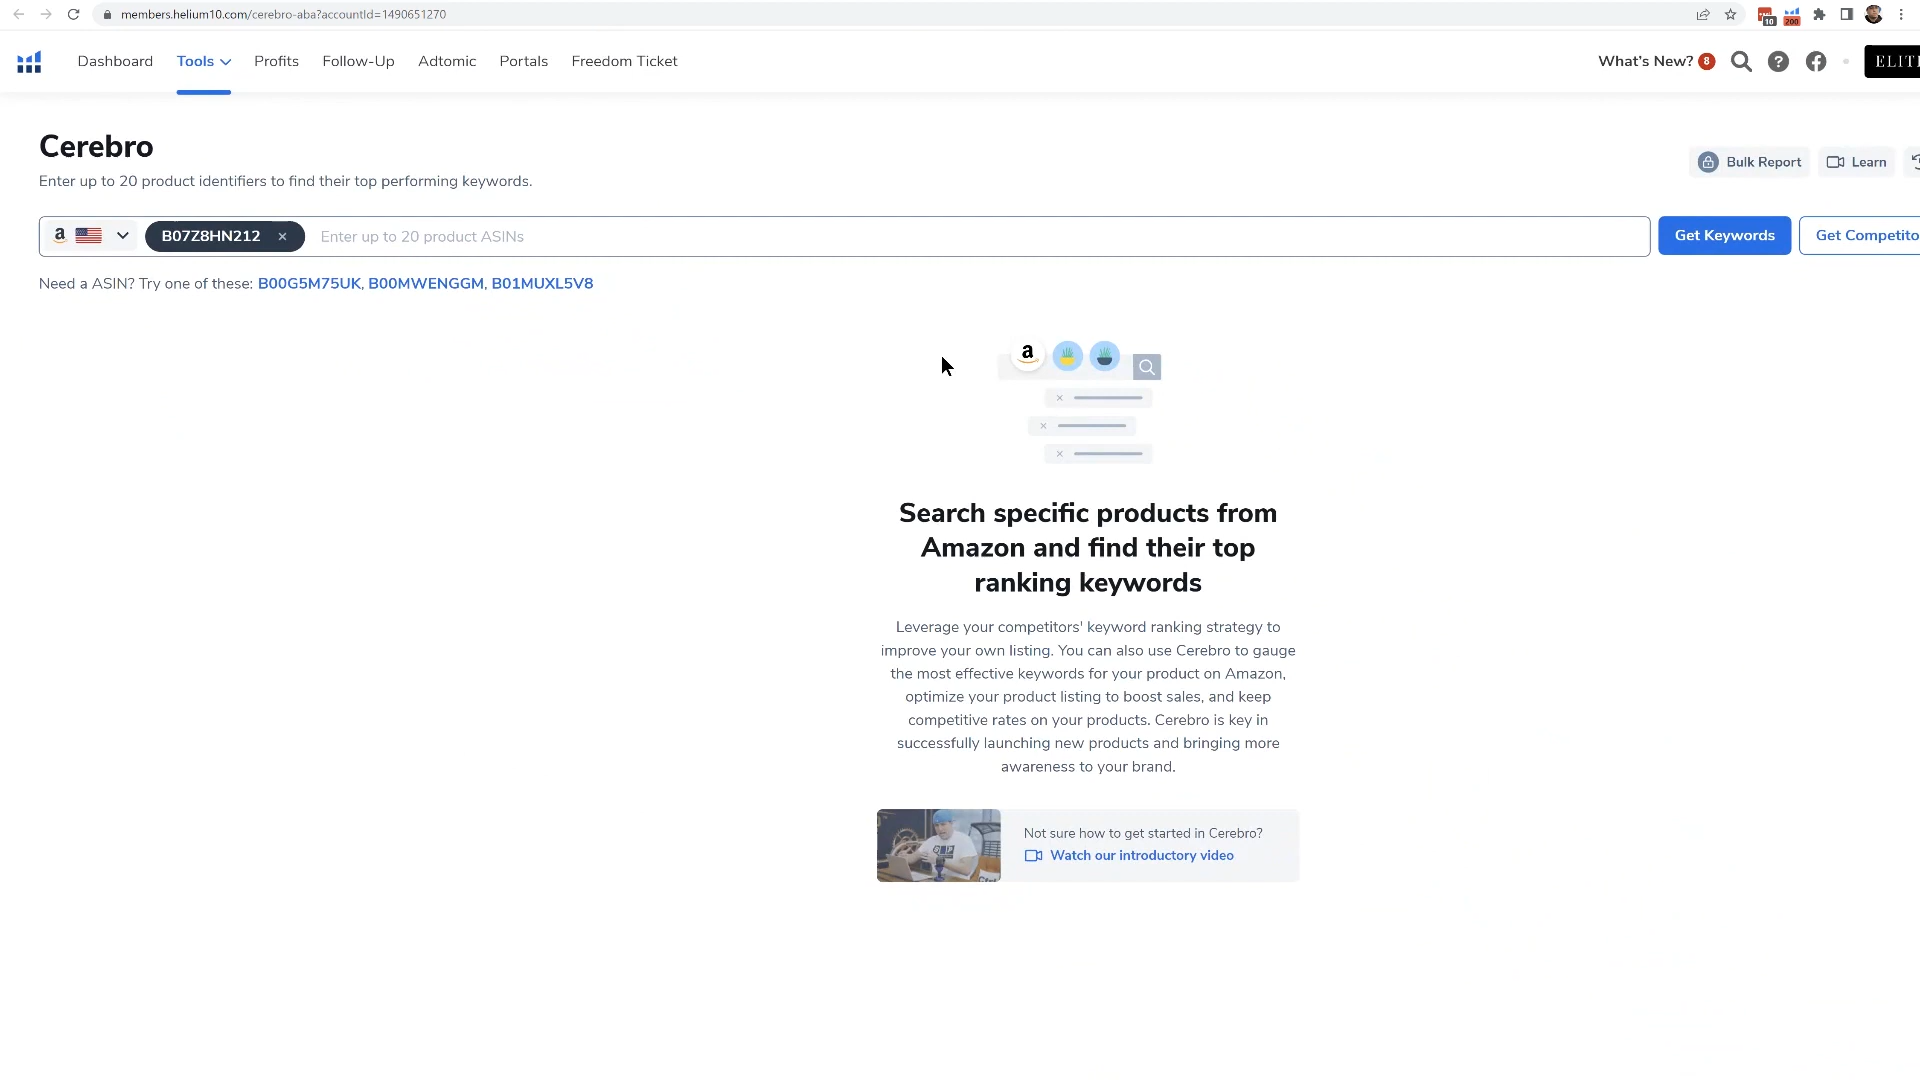 members.helium10.com/cerebro-aba?accountId=1490651270
10
200
Dashboard
Tools
Profits
Follow-Up
Adtomic
Portals
Freedom Ticket
What's New? 8
ELITE
Cerebro
Enter up to 20 product identifiers to find their top performing keywords.
Bulk Report
Learn
a
B07Z8HN212 ×
Enter up to 20 product ASINs
Get Keywords
Get Competito
Need a ASIN? Try one of these: B00G5M75UK, B00MWENGGM, B01MUXL5V8
a
Search specific products from
Amazon and find their top
ranking keywords
Leverage your competitors' keyword ranking strategy to
improve your own listing. You can also use Cerebro to gauge
the most effective keywords for your product on Amazon,
optimize your product listing to boost sales, and keep
competitive rates on your products. Cerebro is key in
successfully launching new products and bringing more
awareness to your brand.
Not sure how to get started in Cerebro?
Watch our introductory video